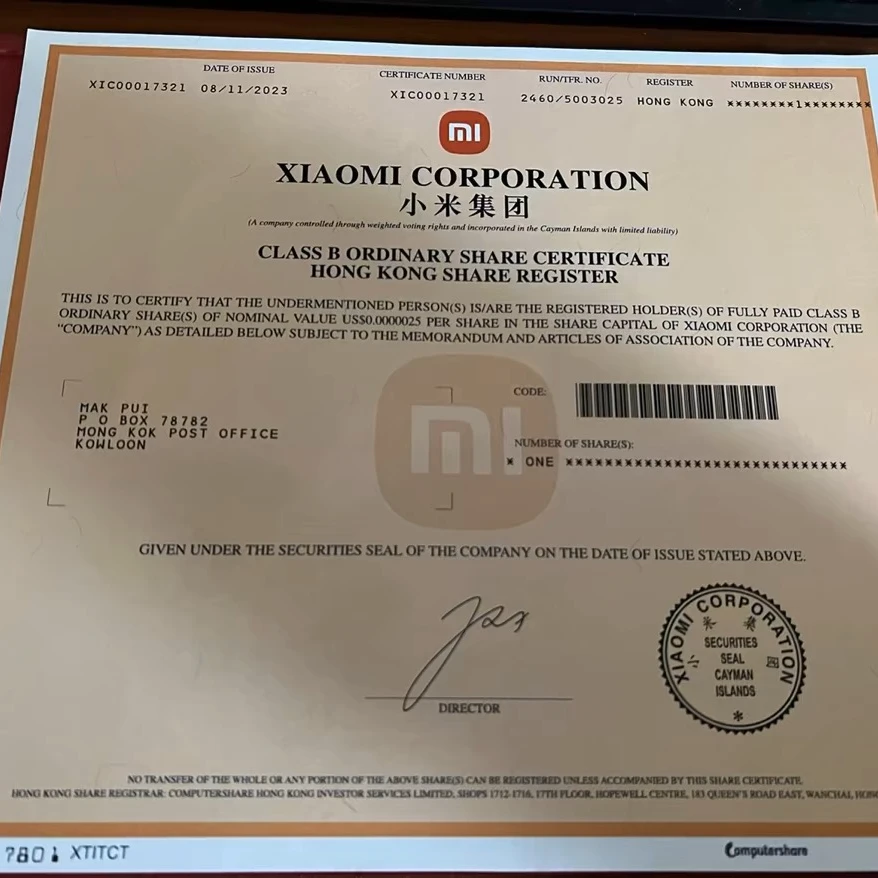 DATE OF ISSUE
CERTIFICATE NUMBER
RUN/TFR. NO.
REGISTER
NUMBER OF SHARE(S)
XIC00017321 08/11/2023
XIC00017321
2460/5003025
HONG KONG
********1********
mi
XIAOMI CORPORATION
小米集团
(A company controlled through weighted voting rights and incorporated in the Cayman Islands with limited liability)
CLASS B ORDINARY SHARE CERTIFICATE
HONG KONG SHARE REGISTER
THIS IS TO CERTIFY THAT THE UNDERMENTIONED PERSON(S) IS/ARE THE REGISTERED HOLDER(S) OF FULLY PAID CLASS B
ORDINARY SHARE(S) OF NOMINAL VALUE US$0.0000025 PER SHARE IN THE SHARE CAPITAL OF XIAOMI CORPORATION (THE
"COMPANY") AS DETAILED BELOW SUBJECT TO THE MEMORANDUM AND ARTICLES OF ASSOCIATION OF THE COMPANY.
MAK PUI
P O BOX 78782
MONG KOK POST OFFICE
KOWLOON
mi
CODE:
NUMBER OF SHARE(S):
* ONE ****************************
GIVEN UNDER THE SECURITIES SEAL OF THE COMPANY ON THE DATE OF ISSUE STATED ABOVE.
DIRECTOR
XIAOMI CORPORATION
小米集团
SECURITIES
SEAL
CAYMAN
ISLANDS
*
NO TRANSFER OF THE WHOLE OR ANY PORTION OF THE ABOVE SHARE(S) CAN BE REGISTERED UNLESS ACCOMPANIED BY THIS SHARE CERTIFICATE.
HONG KONG SHARE REGISTRAR: COMPUTERSHARE HONG KONG INVESTOR SERVICES LIMITED, SHOPS 1712-1716, 17TH FLOOR, HOPEWELL CENTRE, 183 QUEEN'S ROAD EAST, WANCHAI,
XTITCT
Computershare